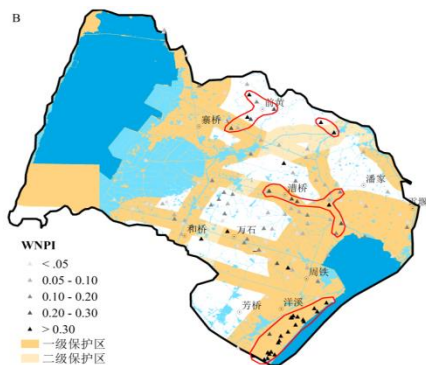 B
前黄
寨桥
漕桥
潘家
和桥
万石
周铁
芳桥
洋溪
WNPI
< .05
0.05 - 0.10
0.10 - 0.20
0.20 - 0.30
> 0.30
一级保护区
二级保护区